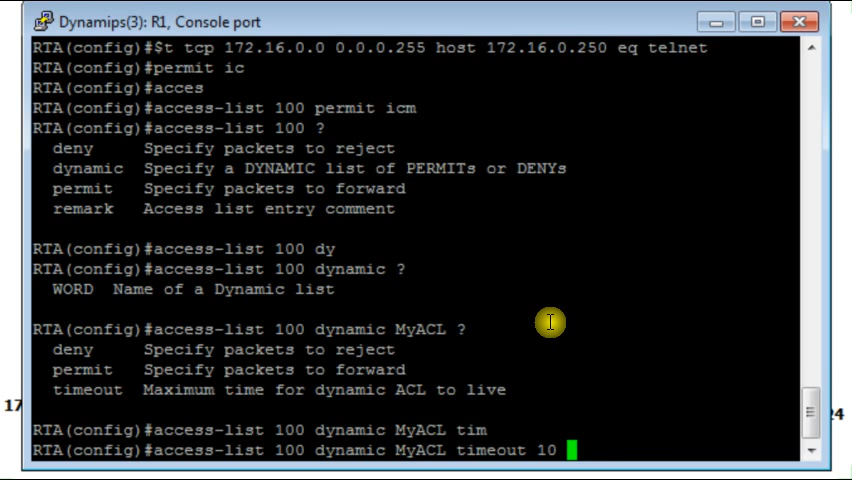 Dynamips(3): R1, Console port
RTA(config)#$t tcp 172.16.0.0 0.0.0.255 host 172.16.0.250 eq telnet
RTA(config)#permit ic
RTA(config)#acces
RTA(config)#access-list 100 permit icm
RTA(config)#access-list 100 ?
deny Specify packets to reject
dynamic Specify a DYNAMIC list of PERMITs or DENYs
permit Specify packets to forward
remark Access list entry comment
RTA(config)#access-list 100 dy
RTA(config)#access-list 100 dynamic ?
WORD Name of a Dynamic list
RTA(config)#access-list 100 dynamic MyACL ?
deny Specify packets to reject
permit Specify packets to forward
timeout Maximum time for dynamic ACL to live
17 24
RTA(config)#access-list 100 dynamic MyACL tim
RTA(config)#access-list 100 dynamic MyACL timeout 10